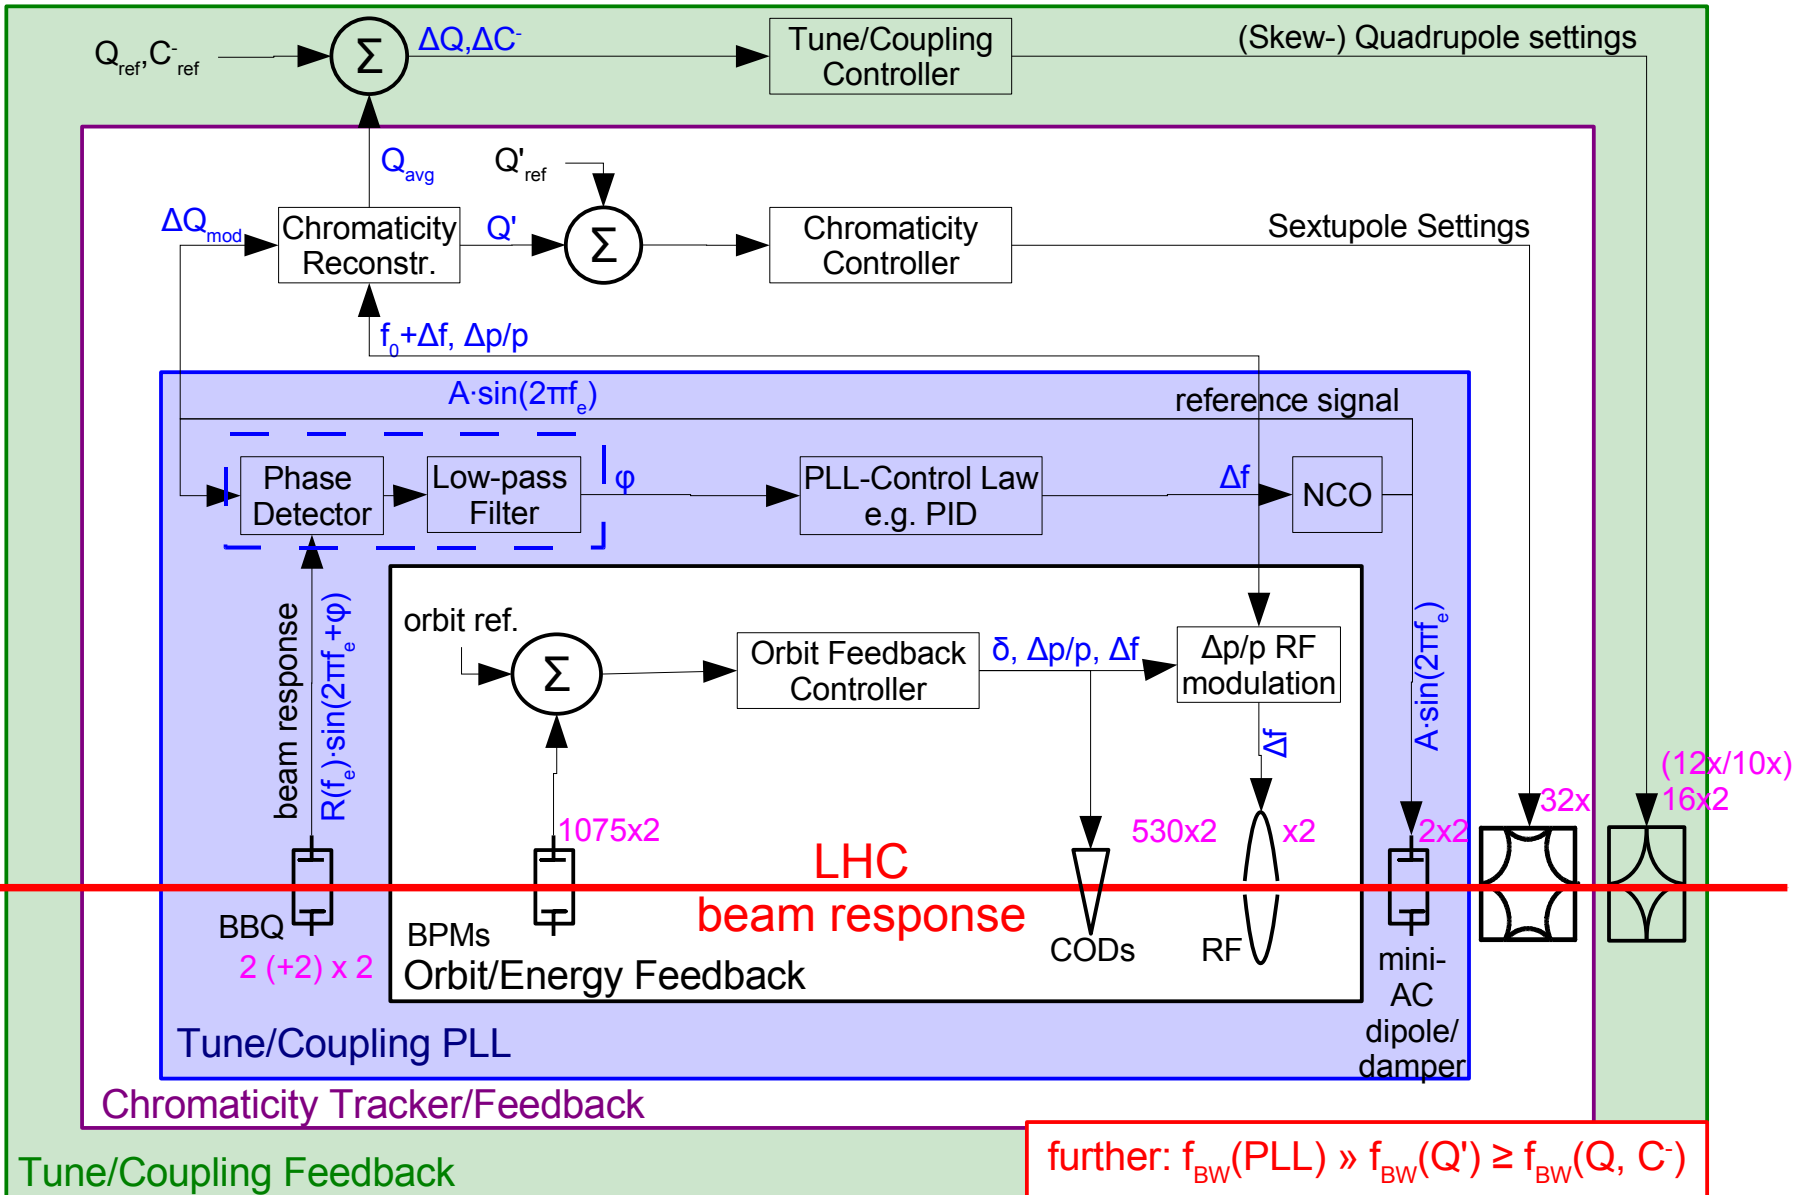 Q_ref,C⁻_ref
Σ
ΔQ,ΔC⁻
Tune/Coupling
Controller
(Skew-) Quadrupole settings
Q_avg
Q'_ref
ΔQ_mod
Chromaticity
Reconstr.
Q'
Σ
Chromaticity
Controller
Sextupole Settings
f₀+Δf, Δp/p
A·sin(2πf_e)
reference signal
Phase
Detector
Low-pass
Filter
φ
PLL-Control Law
e.g. PID
Δf
NCO
beam response
R(f_e)·sin(2πf_e+φ)
orbit ref.
Σ
Orbit Feedback
Controller
δ, Δp/p, Δf
Δp/p RF
modulation
A·sin(2πf_e)
Δf
(12x/10x)
16x2
32x
1075x2
530x2
x2
2x2
LHC
beam response
BBQ
2 (+2) x 2
BPMs
CODs
RF
mini-
AC
dipole/
damper
Orbit/Energy Feedback
Tune/Coupling PLL
Chromaticity Tracker/Feedback
Tune/Coupling Feedback
further: f_BW(PLL) » f_BW(Q') ≥ f_BW(Q, C⁻)